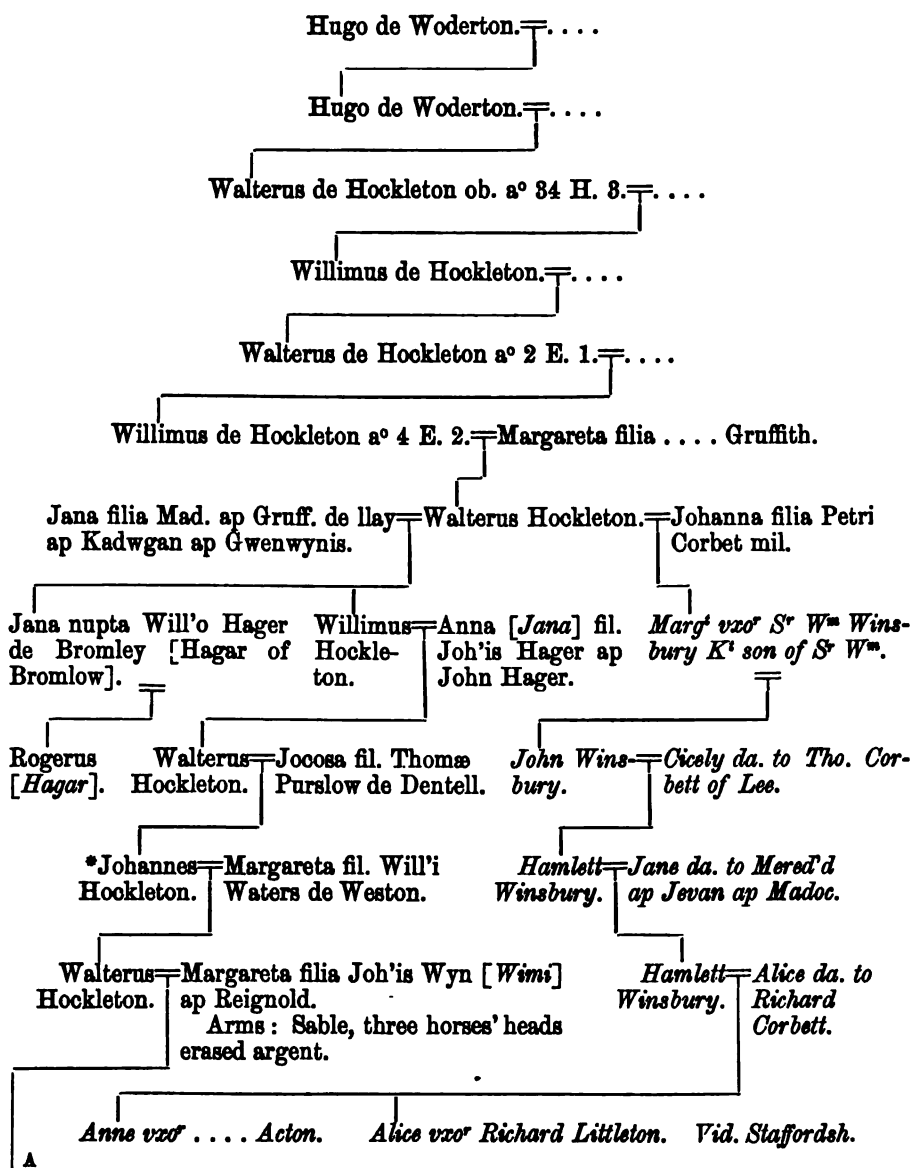 Hugo de Woderton.=. . . .
Hugo de Woderton.=. . . .
Walterus de Hockleton ob. aº 34 H. 3.=. . . .
Willimus de Hockleton.=. . . .
Walterus de Hockleton aº 2 E. 1.=. . . .
Willimus de Hockleton aº 4 E. 2.=Margareta filia . . . . Gruffith.
Jana filia Mad. ap Gruff. de llay=Walterus Hockleton.=Johanna filia Petri
ap Kadwgan ap Gwenwynis. Corbet mil.
Jana nupta Will'o Hager
de Bromley [Hagar of
Bromlow].
Willimus=Anna [Jana] fil.
Hockle- Joh'is Hager ap
ton. John Hager.
Margᵗ vxoʳ Sʳ Wᵐ Wins-
bury Kᵗ son of Sʳ Wᵐ.
Rogerus
[Hagar].
Walterus=Jocosa fil. Thomæ
Hockleton. Purslow de Dentell.
John Wins-=Cicely da. to Tho. Cor-
bury. bett of Lee.
*Johannes=Margareta fil. Will'i
Hockleton. Waters de Weston.
Hamlett=Jane da. to Mered'd
Winsbury. ap Jevan ap Madoc.
Walterus=Margareta filia Joh'is Wyn [Wimi]
Hockleton. ap Reignold.
Arms : Sable, three horses' heads
erased argent.
Hamlett=Alice da. to
Winsbury. Richard
Corbett.
Anne vxoʳ . . . . Acton. Alice vxoʳ Richard Littleton. Vid. Staffordsh.
A